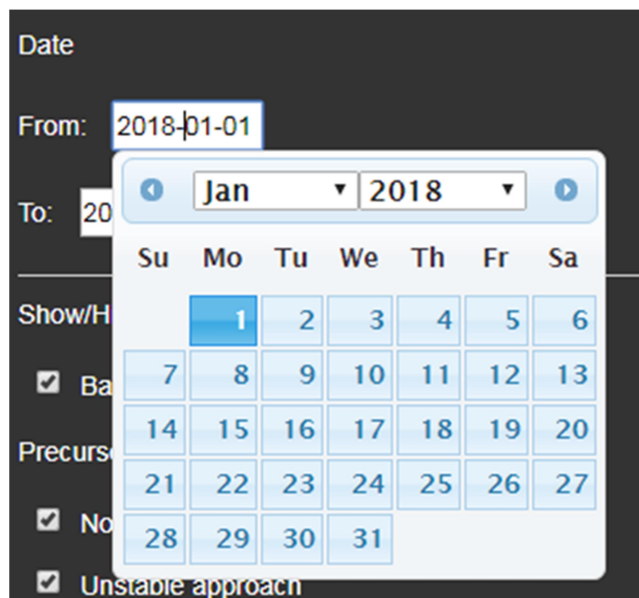 Date
From: 2018-01-01
Jan 2018
To: 20
Su Mo Tu We Th Fr Sa
Show/H
1 2 3 4 5 6
Ba
7 8 9 10 11 12 13
14 15 16 17 18 19 20
Precurs
21 22 23 24 25 26 27
No
28 29 30 31
Unstable approach